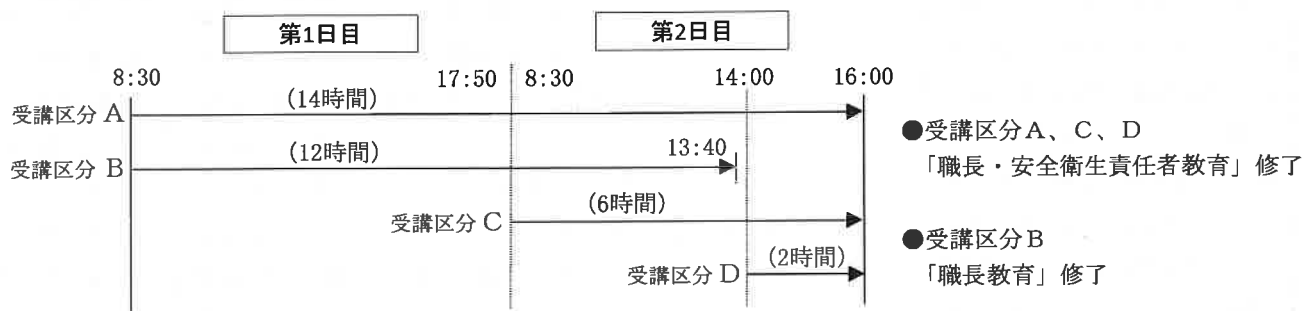 第1日目
第2日目
8:30
17:50
8:30
14:00
16:00
受講区分 A
(14時間)
受講区分 B
(12時間)
13:40
受講区分 C
(6時間)
受講区分 D
(2時間)
●受講区分A、C、D
「職長・安全衛生責任者教育」修了
●受講区分B
「職長教育」修了